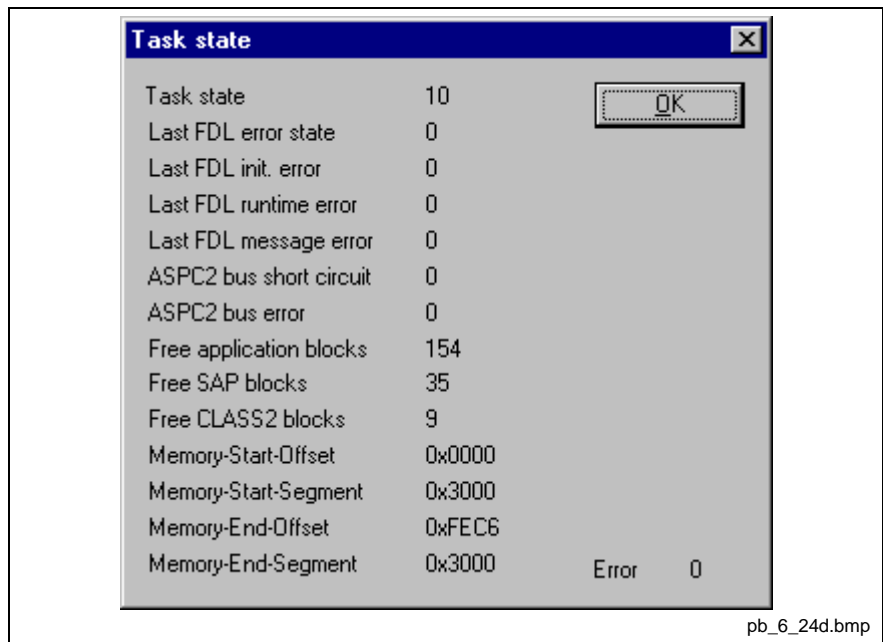 Task state
Task state 10
OK
Last FDL error state 0
Last FDL init. error 0
Last FDL runtime error 0
Last FDL message error 0
ASPC2 bus short circuit 0
ASPC2 bus error 0
Free application blocks 154
Free SAP blocks 35
Free CLASS2 blocks 9
Memory-Start-Offset 0x0000
Memory-Start-Segment 0x3000
Memory-End-Offset 0xFEC6
Memory-End-Segment 0x3000
Error 0
pb_6_24d.bmp